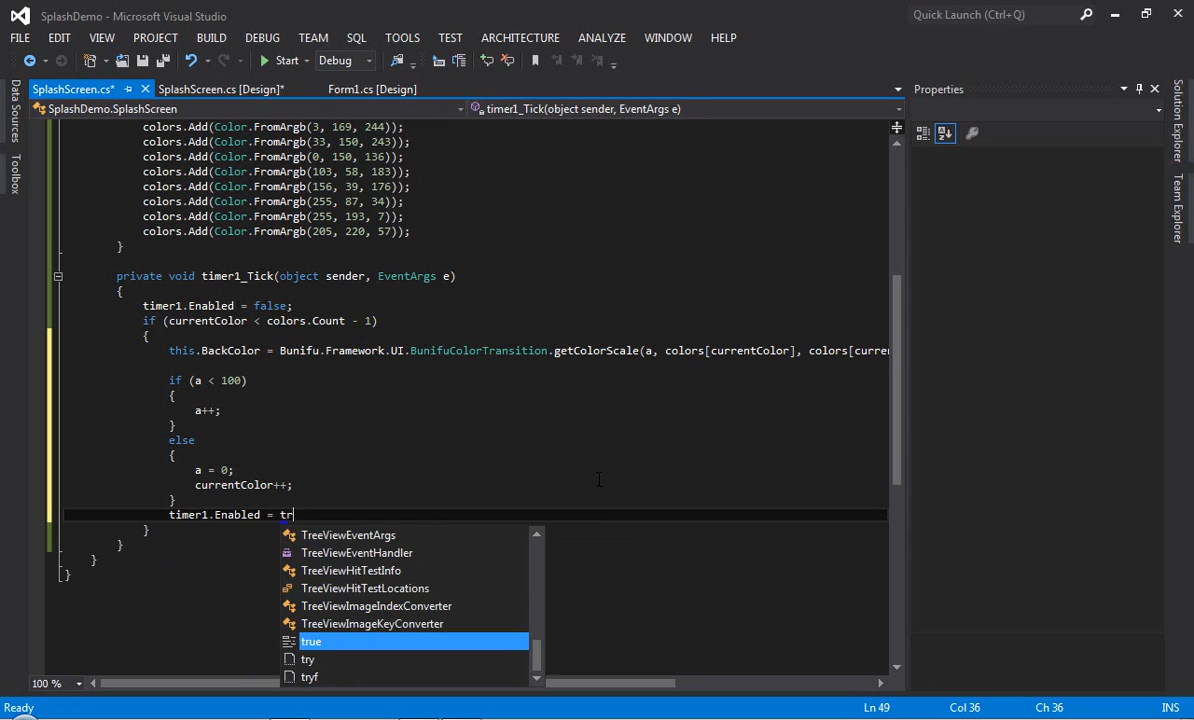 SplashDemo - Microsoft Visual Studio
Quick Launch (Ctrl+Q)
FILE EDIT VIEW PROJECT BUILD DEBUG TEAM SQL TOOLS TEST ARCHITECTURE ANALYZE WINDOW HELP
Start Debug
SplashScreen.cs* SplashScreen.cs [Design]* Form1.cs [Design]
Properties
SplashDemo.SplashScreen timer1_Tick(object sender, EventArgs e)
Data Sources
Toolbox
Solution Explorer
Team Explorer
colors.Add(Color.FromArgb(3, 169, 244));
colors.Add(Color.FromArgb(33, 150, 243));
colors.Add(Color.FromArgb(0, 150, 136));
colors.Add(Color.FromArgb(103, 58, 183));
colors.Add(Color.FromArgb(156, 39, 176));
colors.Add(Color.FromArgb(255, 87, 34));
colors.Add(Color.FromArgb(255, 193, 7));
colors.Add(Color.FromArgb(205, 220, 57));
}
private void timer1_Tick(object sender, EventArgs e)
{
timer1.Enabled = false;
if (currentColor < colors.Count - 1)
{
this.BackColor = Bunifu.Framework.UI.BunifuColorTransition.getColorScale(a, colors[currentColor], colors[curre
if (a < 100)
{
a++;
}
else
{
a = 0;
currentColor++;
}
timer1.Enabled = tr
}
}
}
}
TreeViewEventArgs
TreeViewEventHandler
TreeViewHitTestInfo
TreeViewHitTestLocations
TreeViewImageIndexConverter
TreeViewImageKeyConverter
true
try
tryf
100 %
Ln 49 Col 36 Ch 36 INS